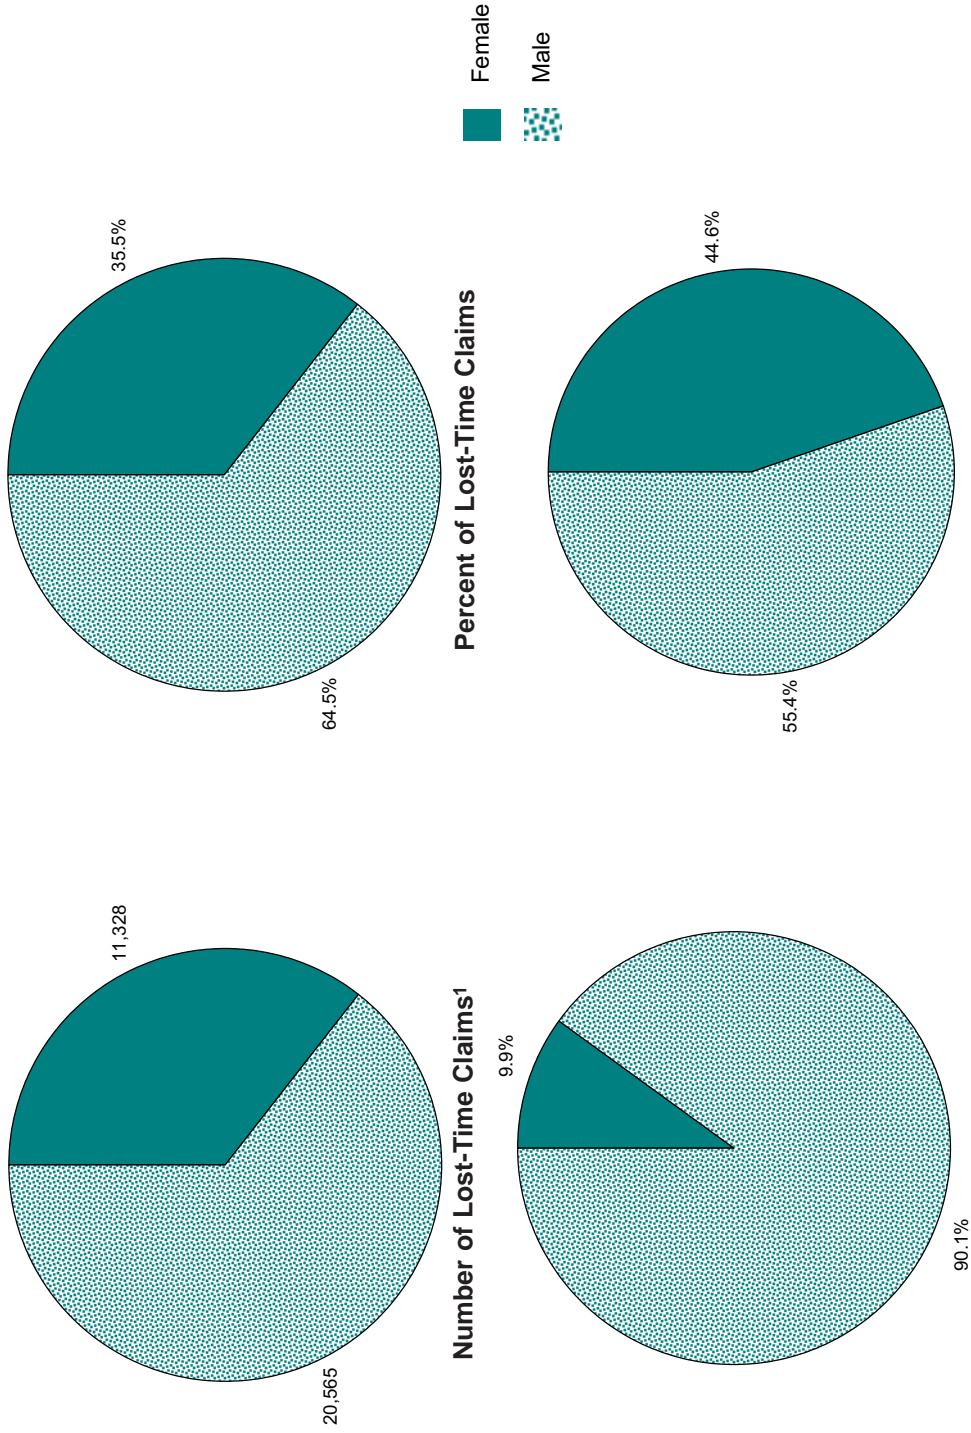 11,328
35.5%
20,565
64.5%
Number of Lost-Time Claims¹
Percent of Lost-Time Claims
Female
Male
9.9%
44.6%
55.4%
90.1%